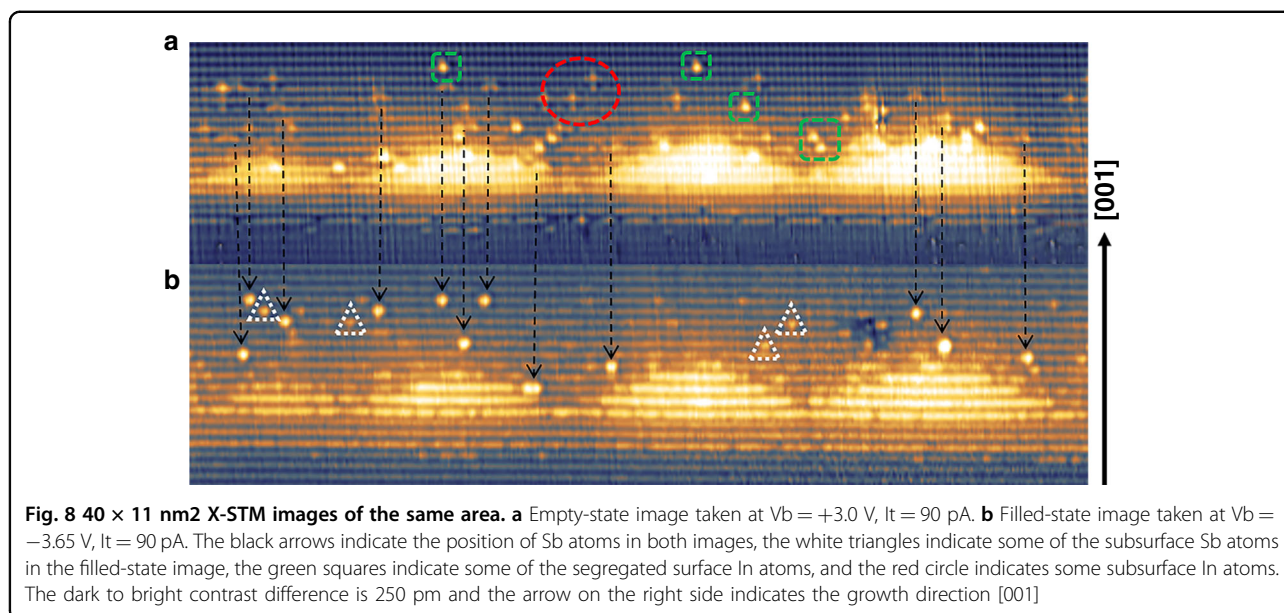 a
b
[001]
Fig. 8 40 × 11 nm2 X-STM images of the same area. a Empty-state image taken at Vb = +3.0 V, It = 90 pA. b Filled-state image taken at Vb =
−3.65 V, It = 90 pA. The black arrows indicate the position of Sb atoms in both images, the white triangles indicate some of the subsurface Sb atoms
in the filled-state image, the green squares indicate some of the segregated surface In atoms, and the red circle indicates some subsurface In atoms.
The dark to bright contrast difference is 250 pm and the arrow on the right side indicates the growth direction [001]